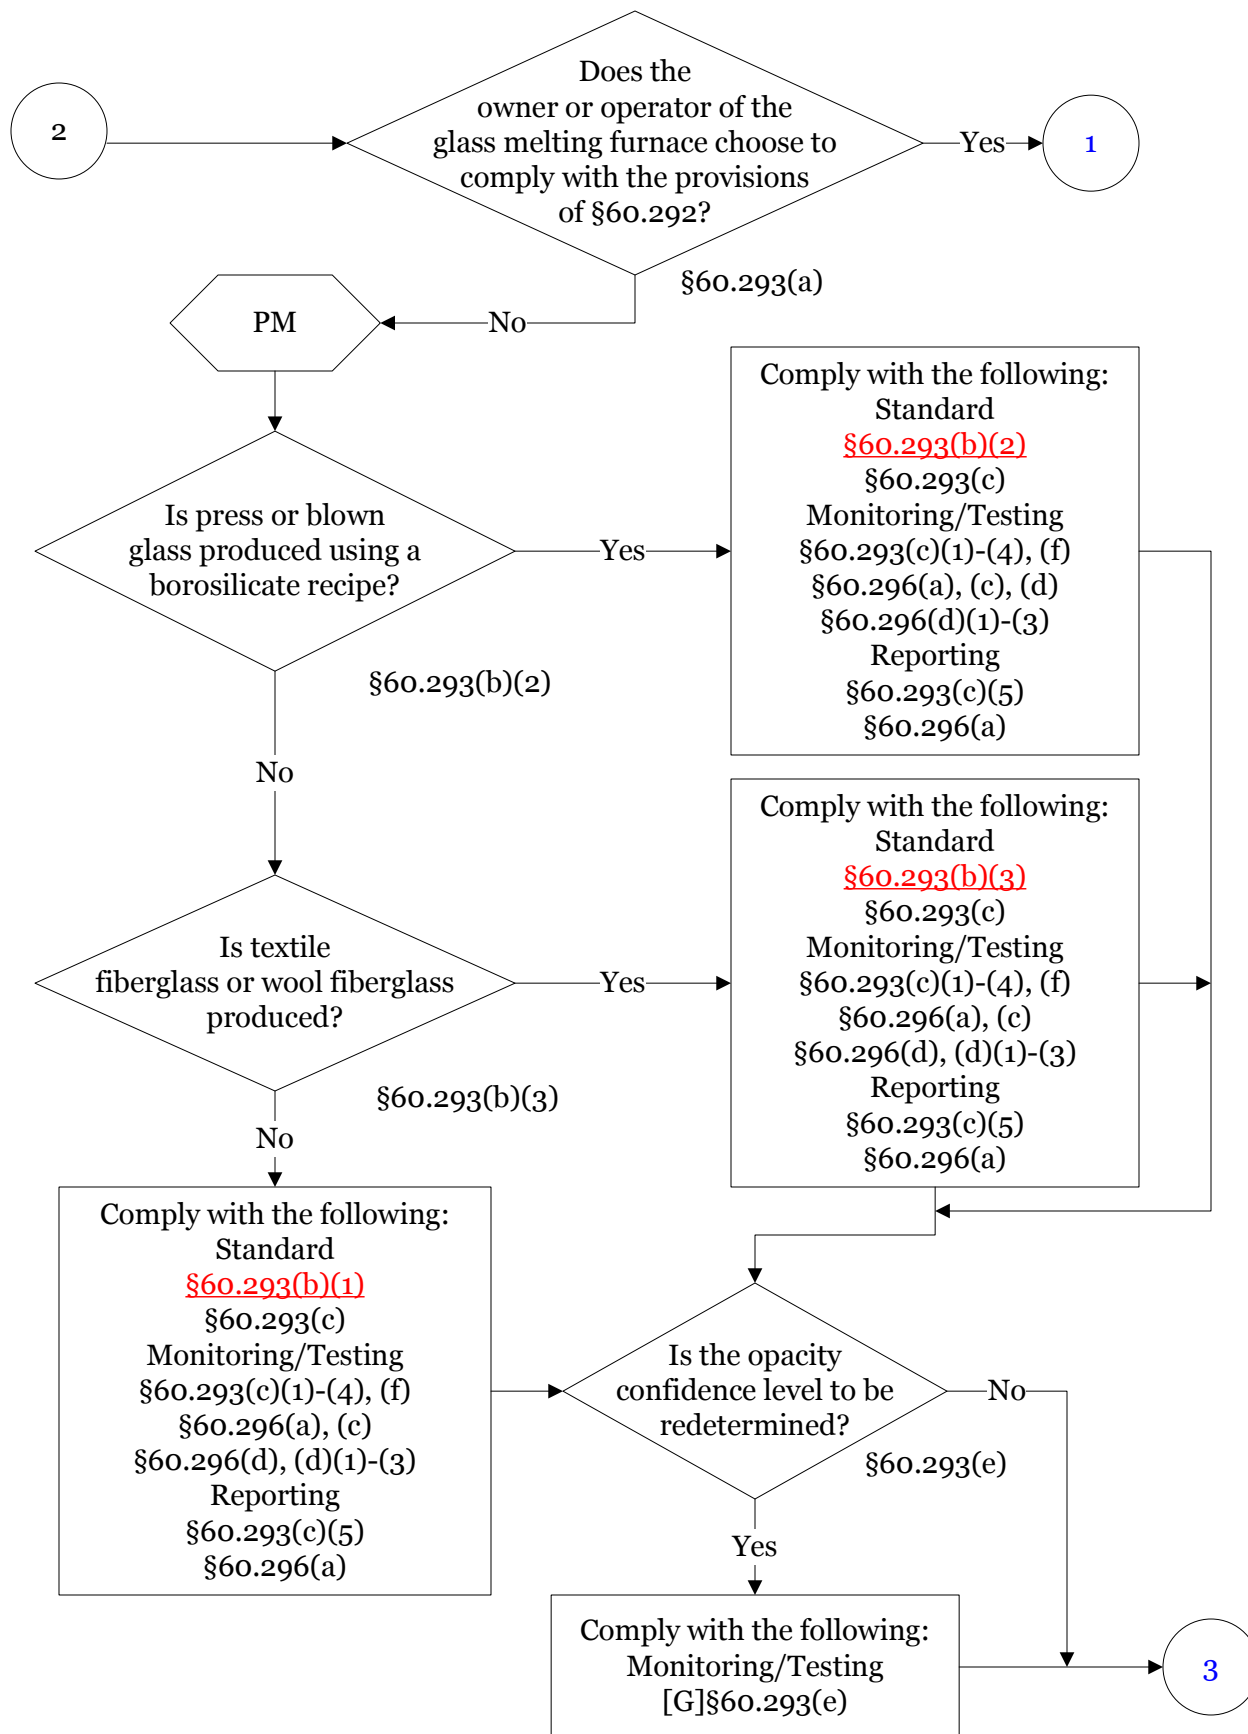 2
Does the
owner or operator of the
glass melting furnace choose to
comply with the provisions
of §60.292?
Yes
1
§60.293(a)
No
PM
Is press or blown
glass produced using a
borosilicate recipe?
§60.293(b)(2)
Yes
Comply with the following:
Standard
§60.293(b)(2)
§60.293(c)
Monitoring/Testing
§60.293(c)(1)-(4), (f)
§60.296(a), (c), (d)
§60.296(d)(1)-(3)
Reporting
§60.293(c)(5)
§60.296(a)
No
Is textile
fiberglass or wool fiberglass
produced?
§60.293(b)(3)
Yes
Comply with the following:
Standard
§60.293(b)(3)
§60.293(c)
Monitoring/Testing
§60.293(c)(1)-(4), (f)
§60.296(a), (c)
§60.296(d), (d)(1)-(3)
Reporting
§60.293(c)(5)
§60.296(a)
No
Comply with the following:
Standard
§60.293(b)(1)
§60.293(c)
Monitoring/Testing
§60.293(c)(1)-(4), (f)
§60.296(a), (c)
§60.296(d), (d)(1)-(3)
Reporting
§60.293(c)(5)
§60.296(a)
Is the opacity
confidence level to be
redetermined?
§60.293(e)
No
Yes
Comply with the following:
Monitoring/Testing
[G]§60.293(e)
3